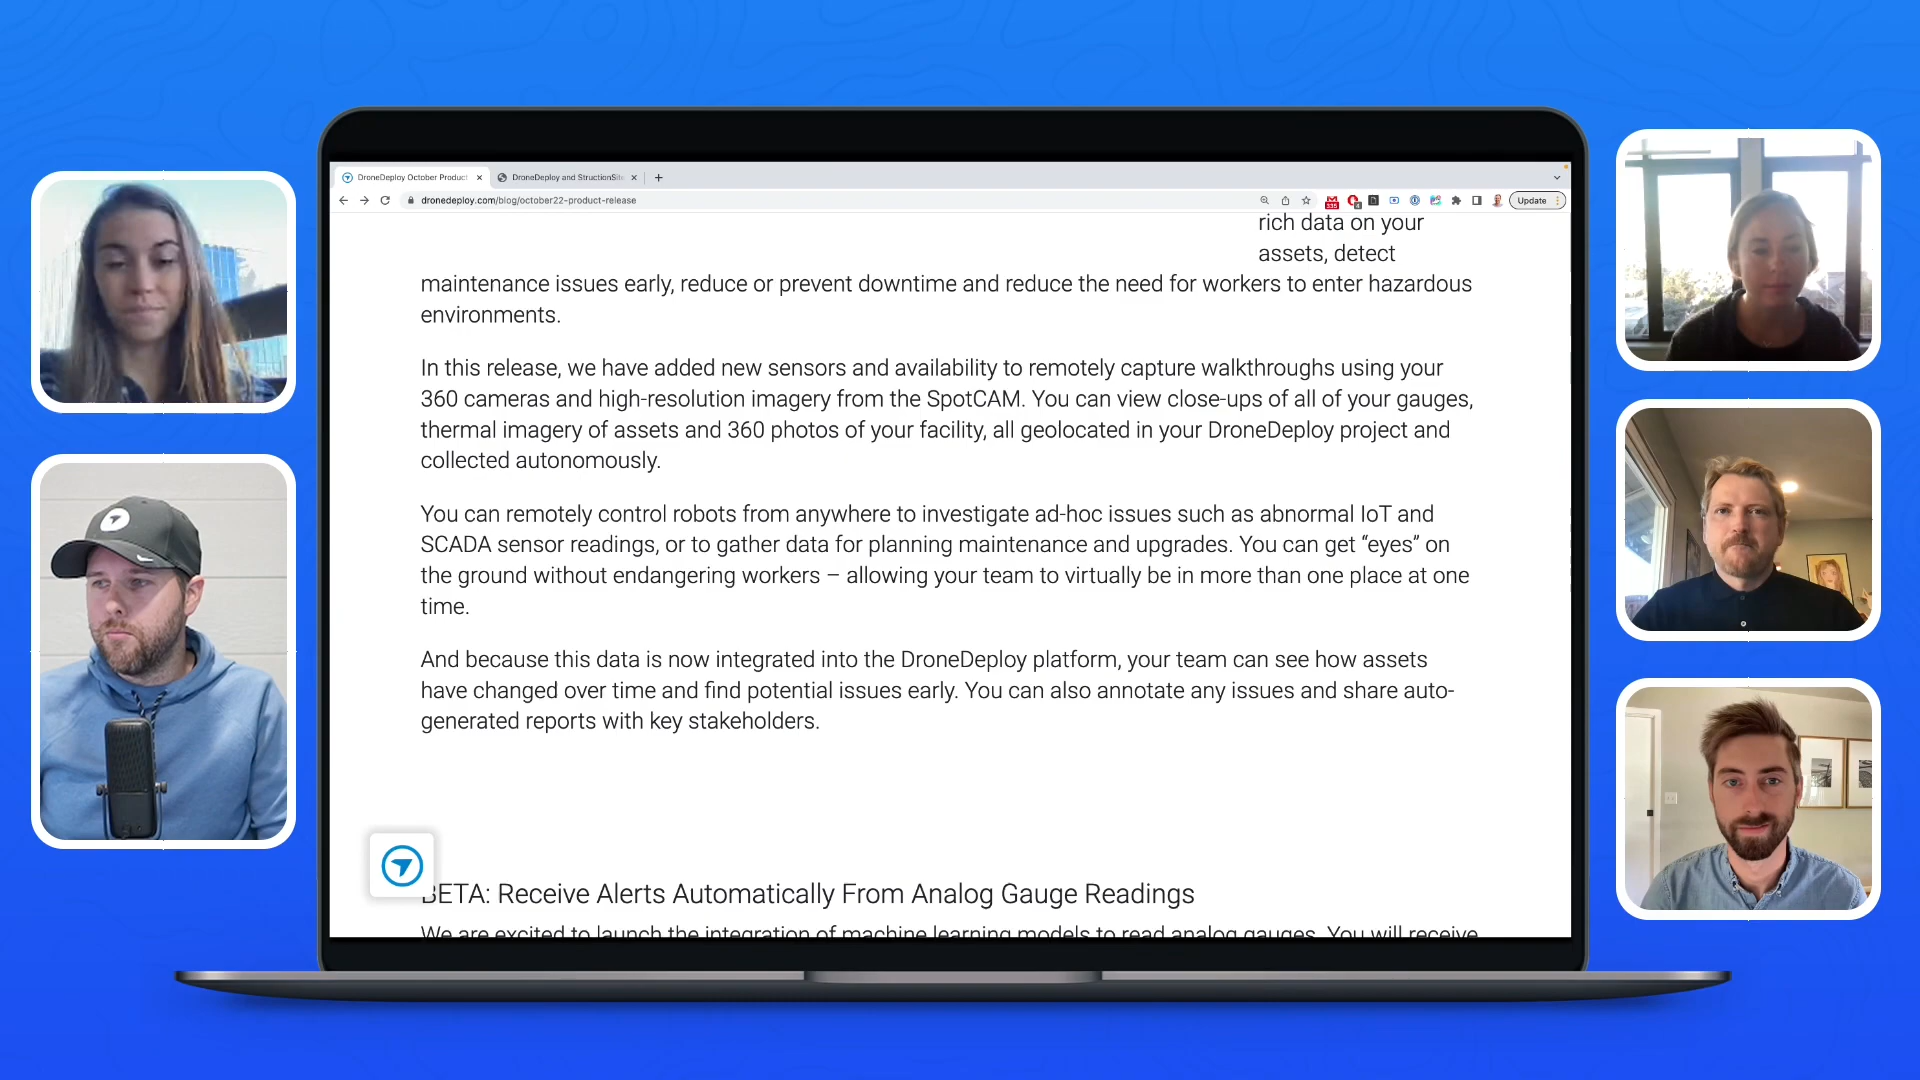 DroneDeploy October Product
DroneDeploy and StructionSite
dronedeploy.com/blog/october22-product-release
Update
rich data on your
assets, detect
maintenance issues early, reduce or prevent downtime and reduce the need for workers to enter hazardous
environments.
In this release, we have added new sensors and availability to remotely capture walkthroughs using your
360 cameras and high-resolution imagery from the SpotCAM. You can view close-ups of all of your gauges,
thermal imagery of assets and 360 photos of your facility, all geolocated in your DroneDeploy project and
collected autonomously.
You can remotely control robots from anywhere to investigate ad-hoc issues such as abnormal IoT and
SCADA sensor readings, or to gather data for planning maintenance and upgrades. You can get “eyes” on
the ground without endangering workers – allowing your team to virtually be in more than one place at one
time.
And because this data is now integrated into the DroneDeploy platform, your team can see how assets
have changed over time and find potential issues early. You can also annotate any issues and share auto-
generated reports with key stakeholders.
BETA: Receive Alerts Automatically From Analog Gauge Readings
We are excited to launch the integration of machine learning models to read analog gauges. You will receive